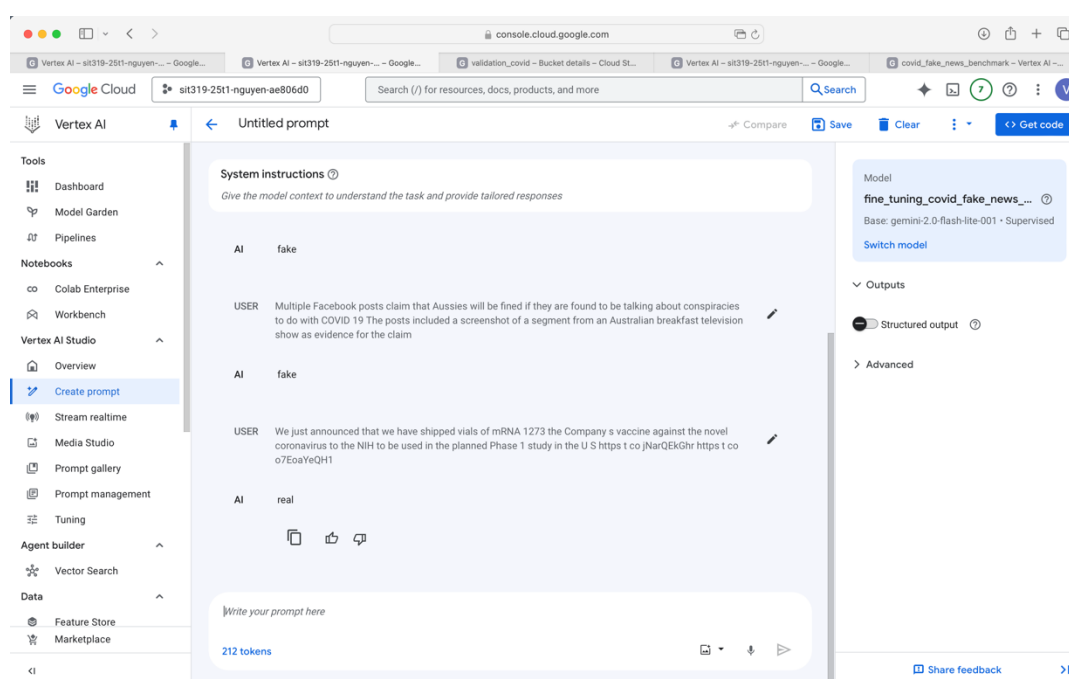 console.cloud.google.com
Vertex AI – sit319-25t1-nguyen-... – Google...
Vertex AI – sit319-25t1-nguyen-... – Google...
validation_covid – Bucket details – Cloud St...
Vertex AI – sit319-25t1-nguyen-... – Google...
covid_fake_news_benchmark – Vertex AI –...
Google Cloud
sit319-25t1-nguyen-ae806d0
Search (/) for resources, docs, products, and more
Search
7
V
Vertex AI
Untitled prompt
Compare
Save
Clear
Get code
Tools
Dashboard
Model Garden
Pipelines
Notebooks
Colab Enterprise
Workbench
Vertex AI Studio
Overview
Create prompt
Stream realtime
Media Studio
Prompt gallery
Prompt management
Tuning
Agent builder
Vector Search
Data
Feature Store
Marketplace
System instructions
Give the model context to understand the task and provide tailored responses
AI fake
USER Multiple Facebook posts claim that Aussies will be fined if they are found to be talking about conspiracies
to do with COVID 19 The posts included a screenshot of a segment from an Australian breakfast television
show as evidence for the claim
AI fake
USER We just announced that we have shipped vials of mRNA 1273 the Company s vaccine against the novel
coronavirus to the NIH to be used in the planned Phase 1 study in the U S https t co jNarQEkGhr https t co
o7EoaYeQH1
AI real
Write your prompt here
212 tokens
Model
fine_tuning_covid_fake_news_...
Base: gemini-2.0-flash-lite-001 • Supervised
Switch model
Outputs
Structured output
Advanced
Share feedback